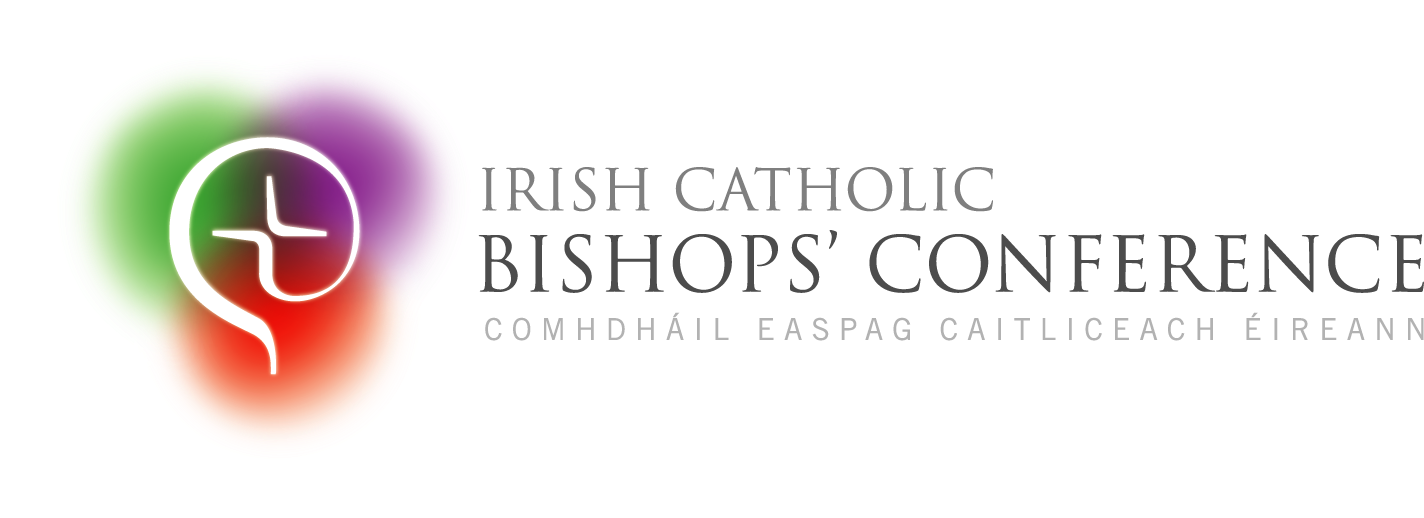 IRISH CATHOLIC
BISHOPS’ CONFERENCE
COMHDHÁIL EASPAG CAITLICEACH ÉIREANN